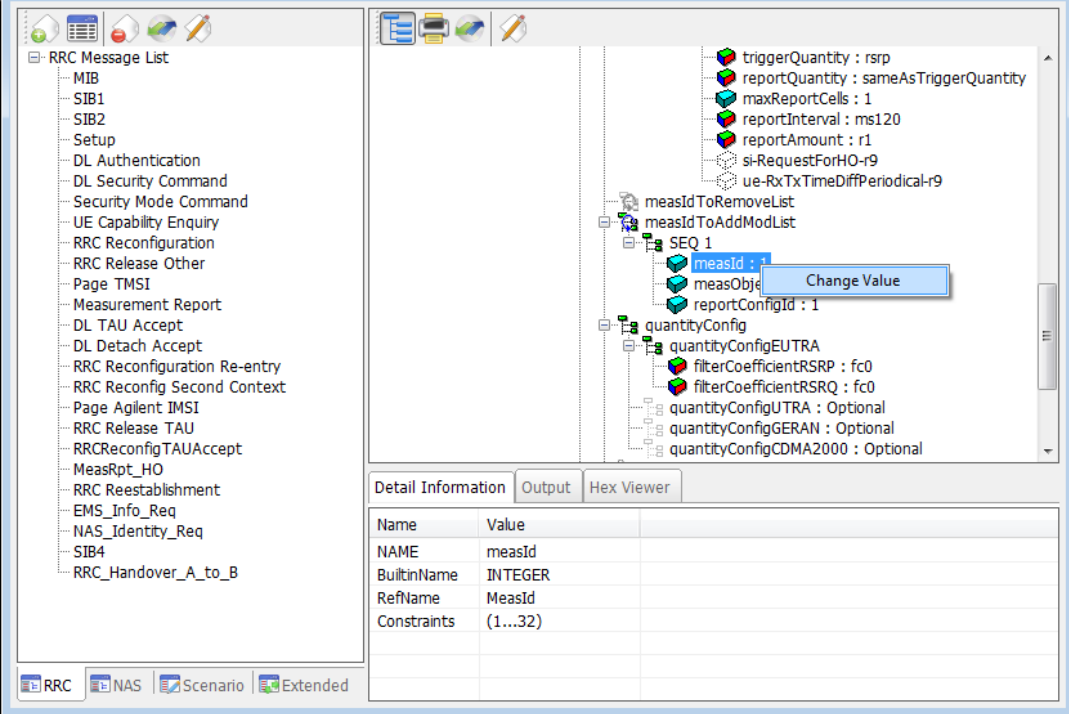 RRC Message List
MIB
SIB1
SIB2
Setup
DL Authentication
DL Security Command
Security Mode Command
UE Capability Enquiry
RRC Reconfiguration
RRC Release Other
Page TMSI
Measurement Report
DL TAU Accept
DL Detach Accept
RRC Reconfiguration Re-entry
RRC Reconfig Second Context
Page Agilent IMSI
RRC Release TAU
RRCReconfigTAUAccept
MeasRpt_HO
RRC Reestablishment
EMS_Info_Req
NAS_Identity_Req
SIB4
RRC_Handover_A_to_B
RRC NAS Scenario Extended
triggerQuantity : rsrp
reportQuantity : sameAsTriggerQuantity
maxReportCells : 1
reportInterval : ms120
reportAmount : r1
si-RequestForHO-r9
ue-RxTxTimeDiffPeriodical-r9
measIdToRemoveList
measIdToAddModList
SEQ 1
measId : 1
Change Value
measObje
reportConfigId : 1
quantityConfig
quantityConfigEUTRA
filterCoefficientRSRP : fc0
filterCoefficientRSRQ : fc0
quantityConfigUTRA : Optional
quantityConfigGERAN : Optional
quantityConfigCDMA2000 : Optional
Detail Information Output Hex Viewer
Name Value
NAME measId
BuiltinName INTEGER
RefName MeasId
Constraints (1...32)